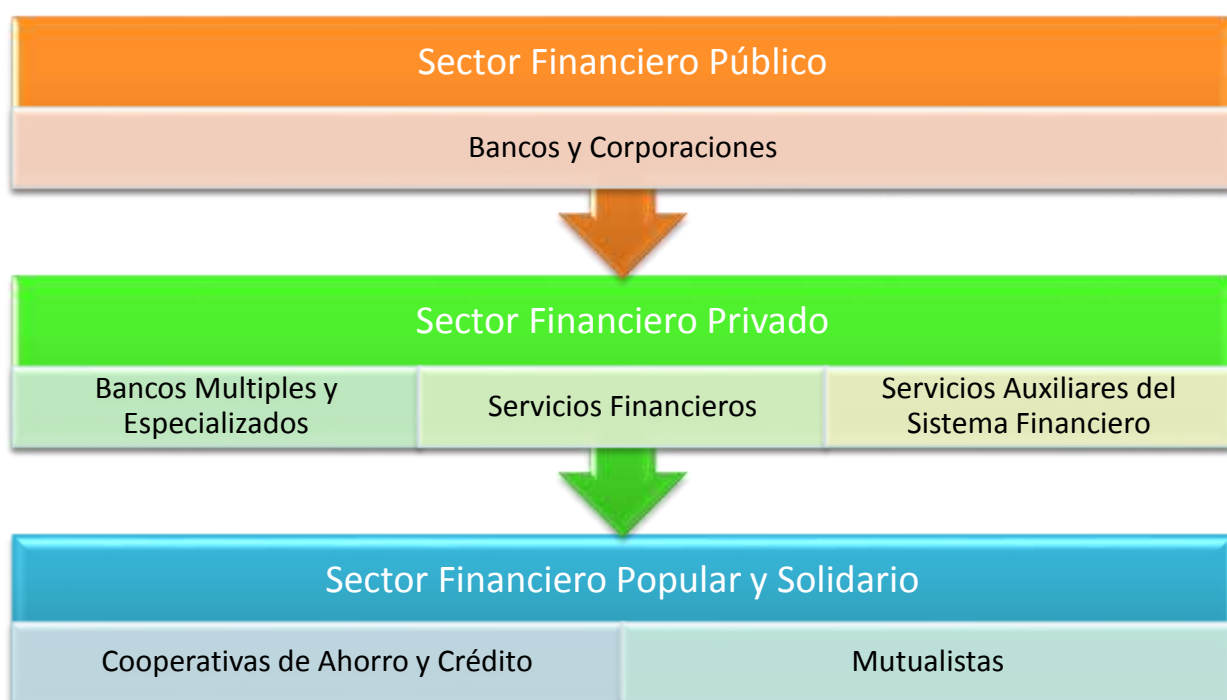 Sector Financiero Público
Bancos y Corporaciones
Sector Financiero Privado
Bancos Multiples y
Especializados
Servicios Financieros
Servicios Auxiliares del
Sistema Financiero
Sector Financiero Popular y Solidario
Cooperativas de Ahorro y Crédito
Mutualistas